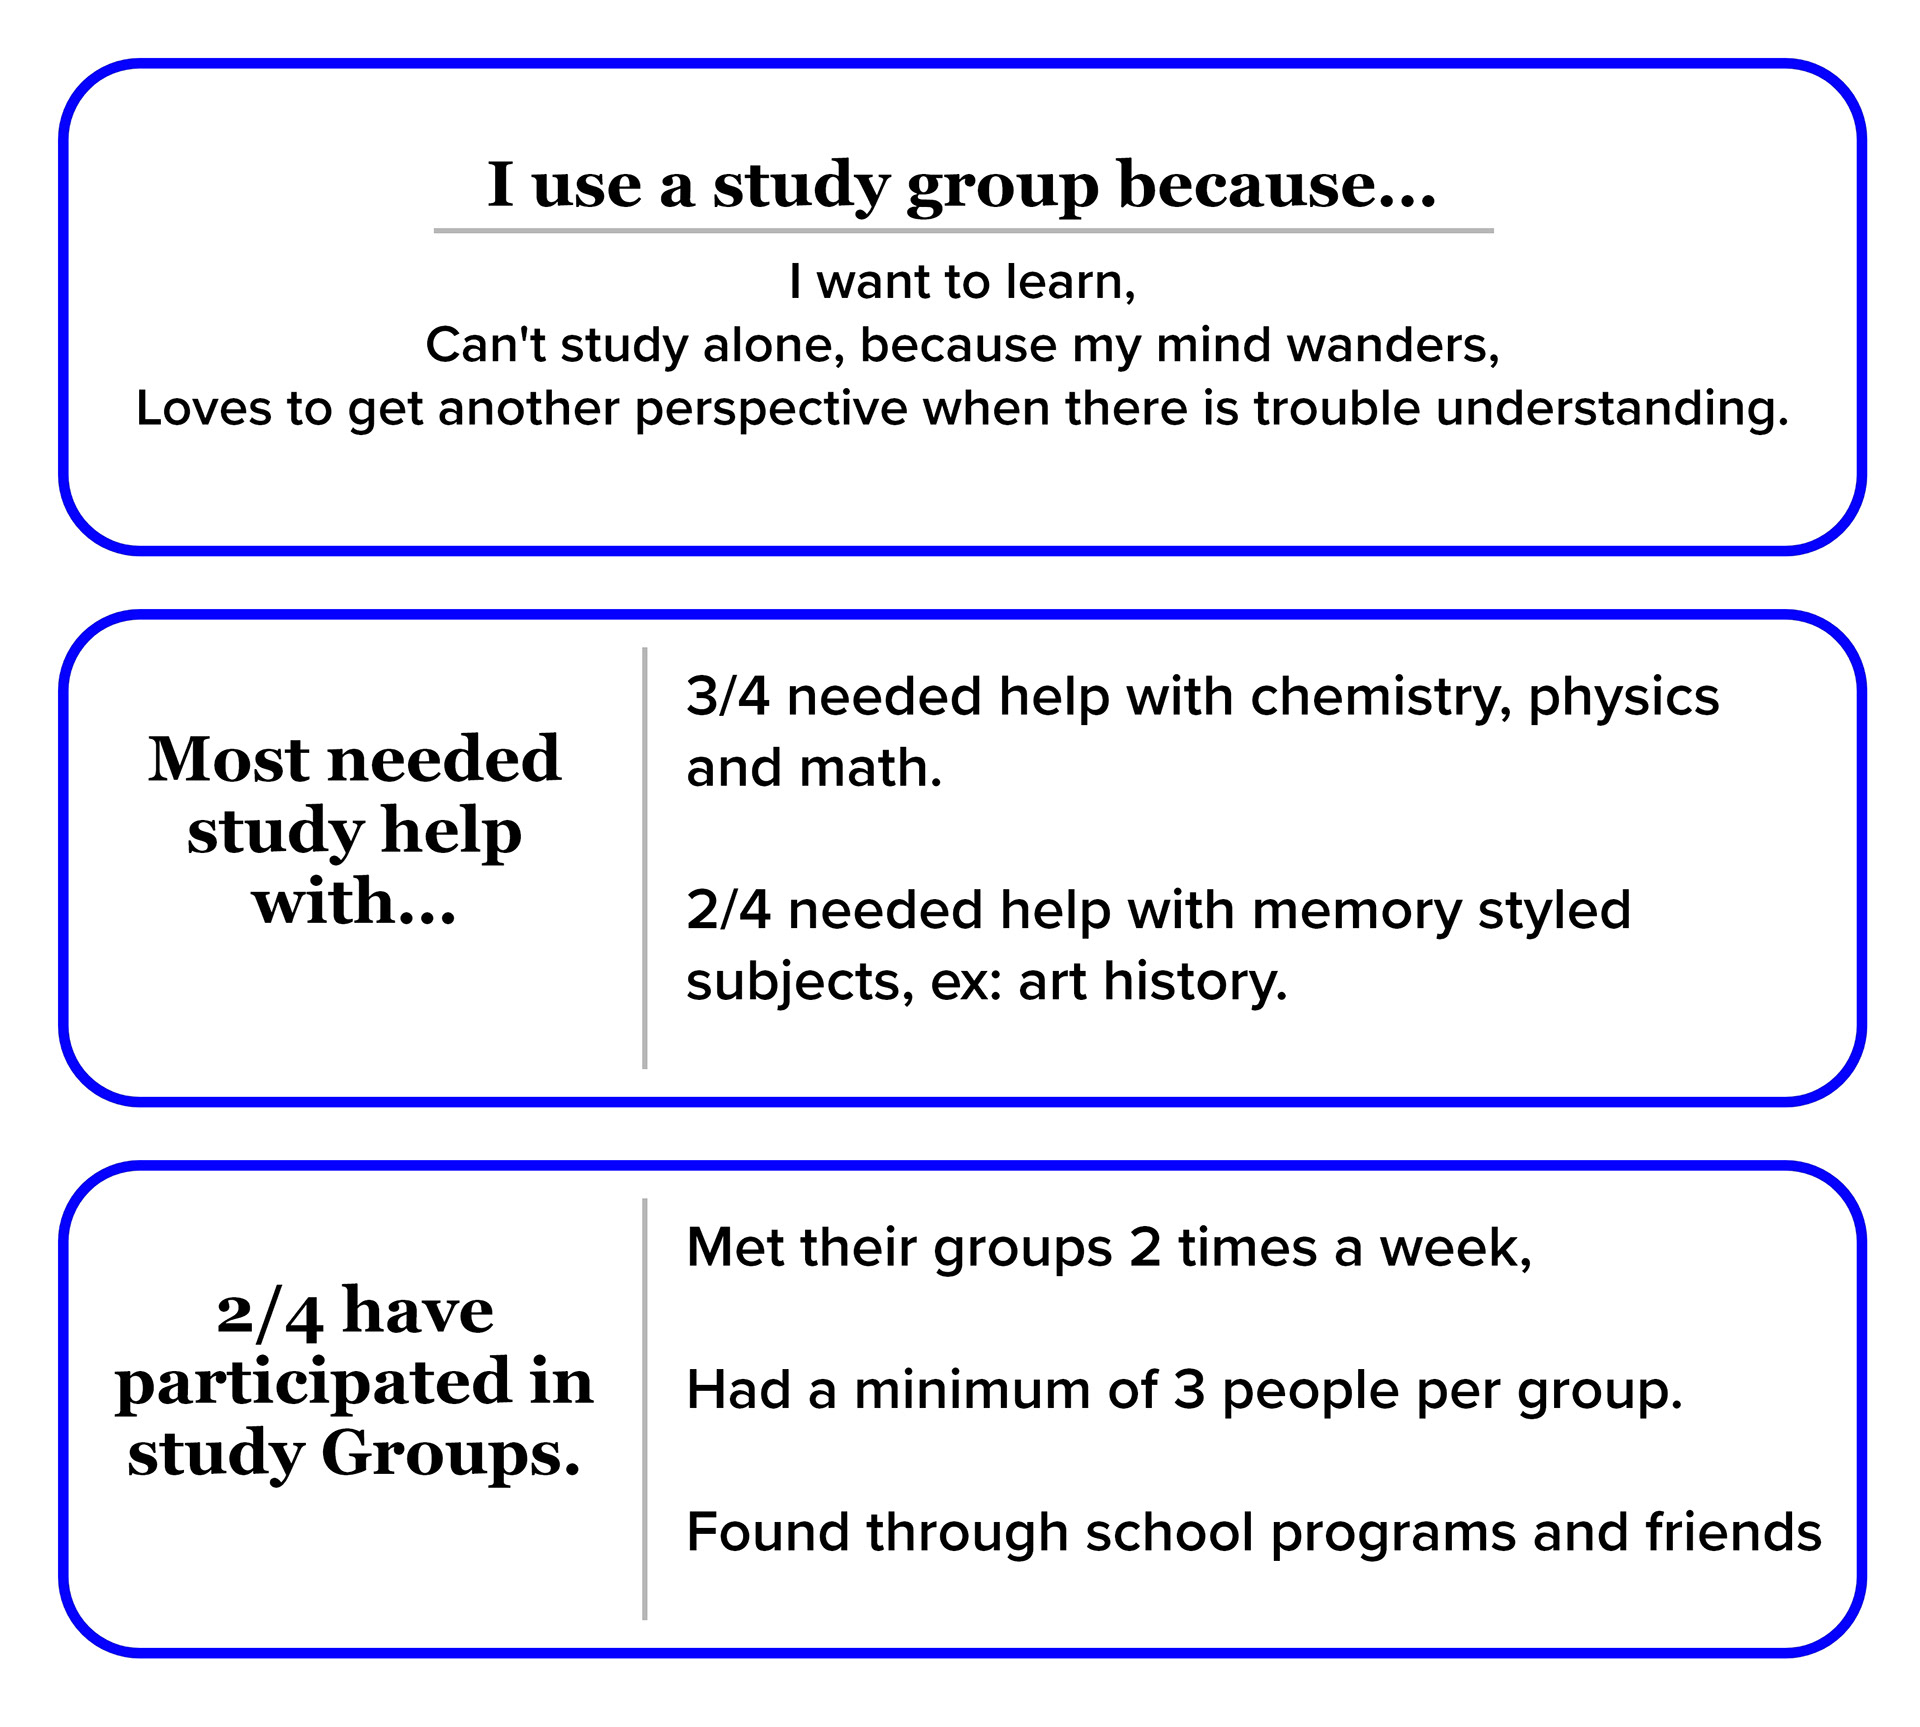 I use a study group because...
I want to learn,
Can't study alone, because my mind wanders,
Loves to get another perspective when there is trouble understanding.
Most needed
study help
with...
3/4 needed help with chemistry, physics
and math.
2/4 needed help with memory styled
subjects, ex: art history.
2/4 have
participated in
study Groups.
Met their groups 2 times a week,
Had a minimum of 3 people per group.
Found through school programs and friends